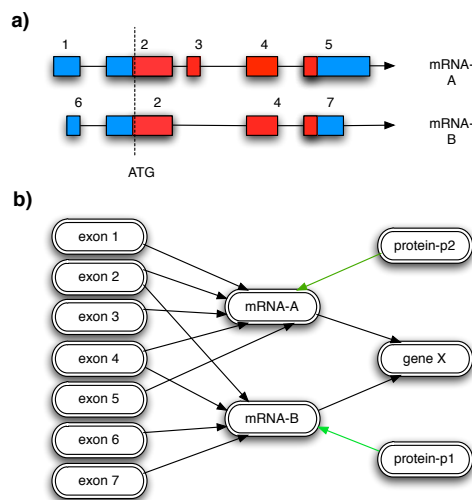 a)
1 2 3 4 5
mRNA-
A
6 2 4 7
mRNA-
B
ATG
b)
exon 1
exon 2
exon 3
exon 4
exon 5
exon 6
exon 7
mRNA-A
mRNA-B
protein-p2
gene X
protein-p1